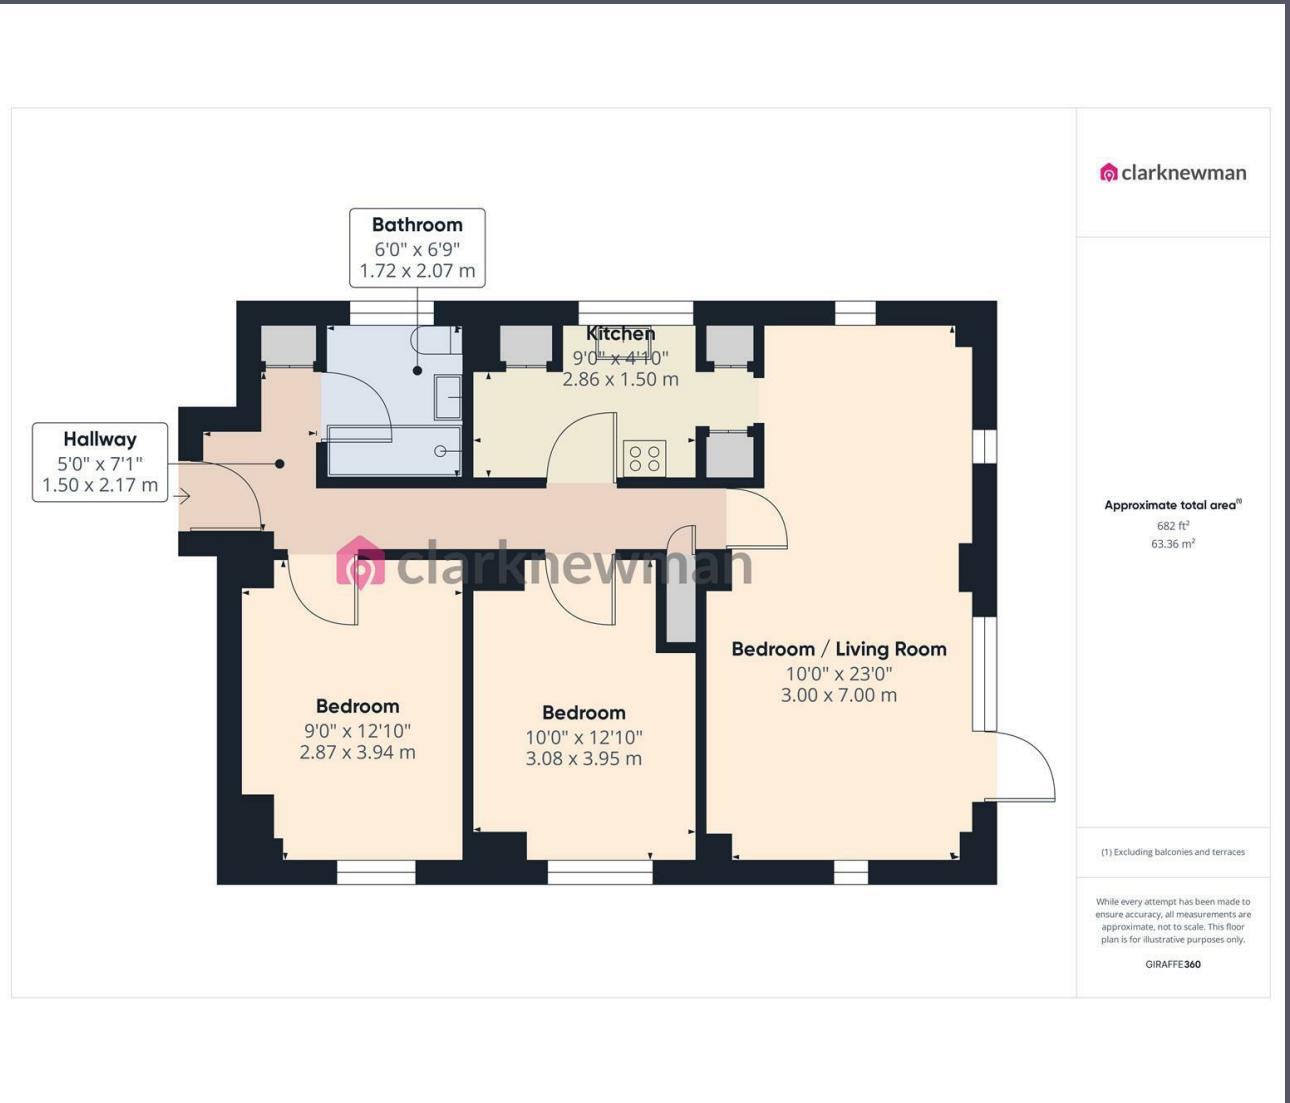 clarknewman
Bathroom
6'0" x 6'9"
1.72 x 2.07 m
Kitchen
9'0" x 4'10"
2.86 x 1.50 m
Hallway
5'0" x 7'1"
1.50 x 2.17 m
clarknewman
Bedroom / Living Room
10'0" x 23'0"
3.00 x 7.00 m
Bedroom
9'0" x 12'10"
2.87 x 3.94 m
Bedroom
10'0" x 12'10"
3.08 x 3.95 m
Approximate total area(1)
682 ft²
63.36 m²
(1) Excluding balconies and terraces
While every attempt has been made to
ensure accuracy, all measurements are
approximate, not to scale. This floor
plan is for illustrative purposes only.
GIRAFFE360